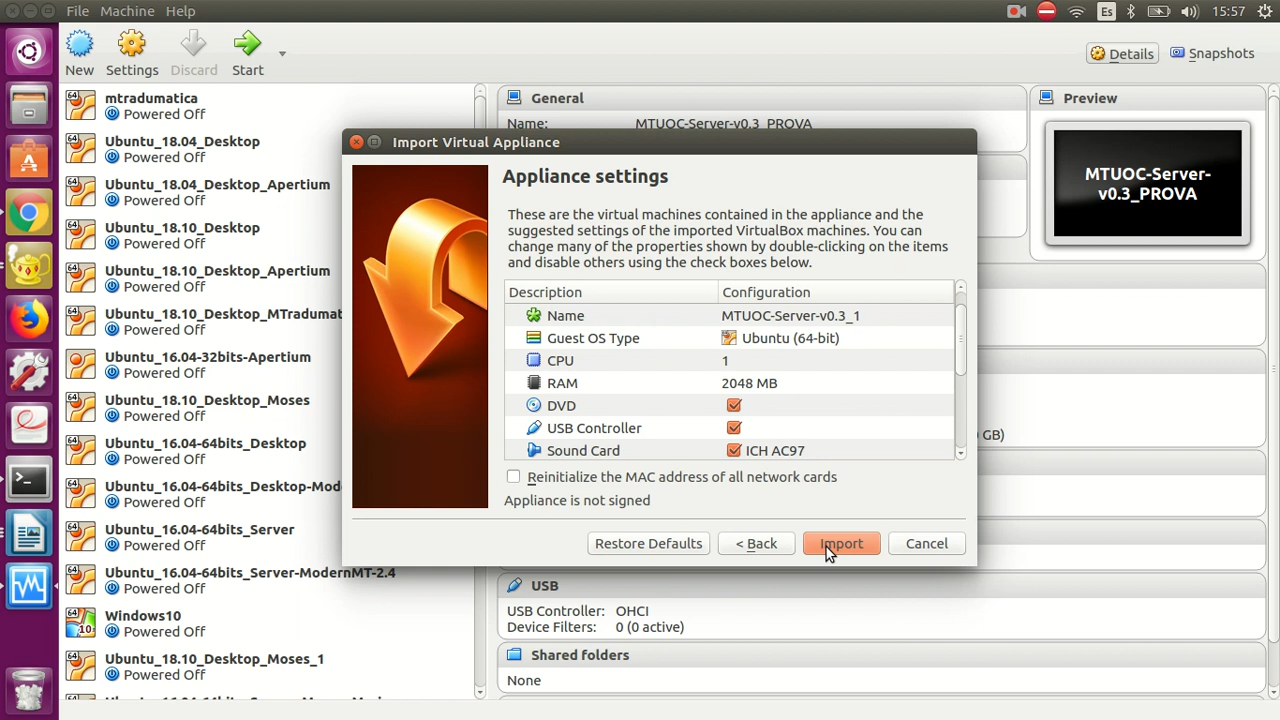 File Machine Help
Es 15:57
New Settings Discard Start
Details Snapshots
mtradumatica
Powered Off
Ubuntu_18.04_Desktop
Powered Off
Ubuntu_18.04_Desktop_Apertium
Powered Off
Ubuntu_18.10_Desktop
Powered Off
Ubuntu_18.10_Desktop_Apertium
Powered Off
Ubuntu_18.10_Desktop_MTradumat
Powered Off
Ubuntu_16.04-32bits-Apertium
Powered Off
Ubuntu_18.10_Desktop_Moses
Powered Off
Ubuntu_16.04-64bits_Desktop
Powered Off
Ubuntu_16.04-64bits_Desktop-Mod
Powered Off
Ubuntu_16.04-64bits_Server
Powered Off
Ubuntu_16.04-64bits_Server-ModernMT-2.4
Powered Off
Windows10
Powered Off
Ubuntu_18.10_Desktop_Moses_1
Powered Off
General
Name: MTUOC-Server-v0.3_PROVA
Preview
MTUOC-Server-
v0.3_PROVA
Import Virtual Appliance
Appliance settings
These are the virtual machines contained in the appliance and the
suggested settings of the imported VirtualBox machines. You can
change many of the properties shown by double-clicking on the items
and disable others using the check boxes below.
Description Configuration
Name MTUOC-Server-v0.3_1
Guest OS Type Ubuntu (64-bit)
CPU 1
RAM 2048 MB
DVD
USB Controller
Sound Card ICH AC97
Reinitialize the MAC address of all network cards
Appliance is not signed
Restore Defaults < Back Import Cancel
GB)
USB
USB Controller: OHCI
Device Filters: 0 (0 active)
Shared folders
None